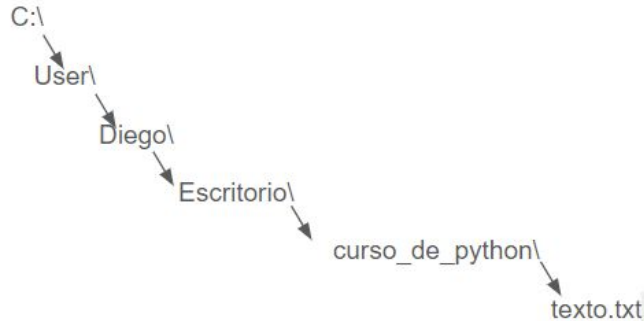 C:\
User\
Diego\
Escritorio\
curso_de_python\
texto.txt